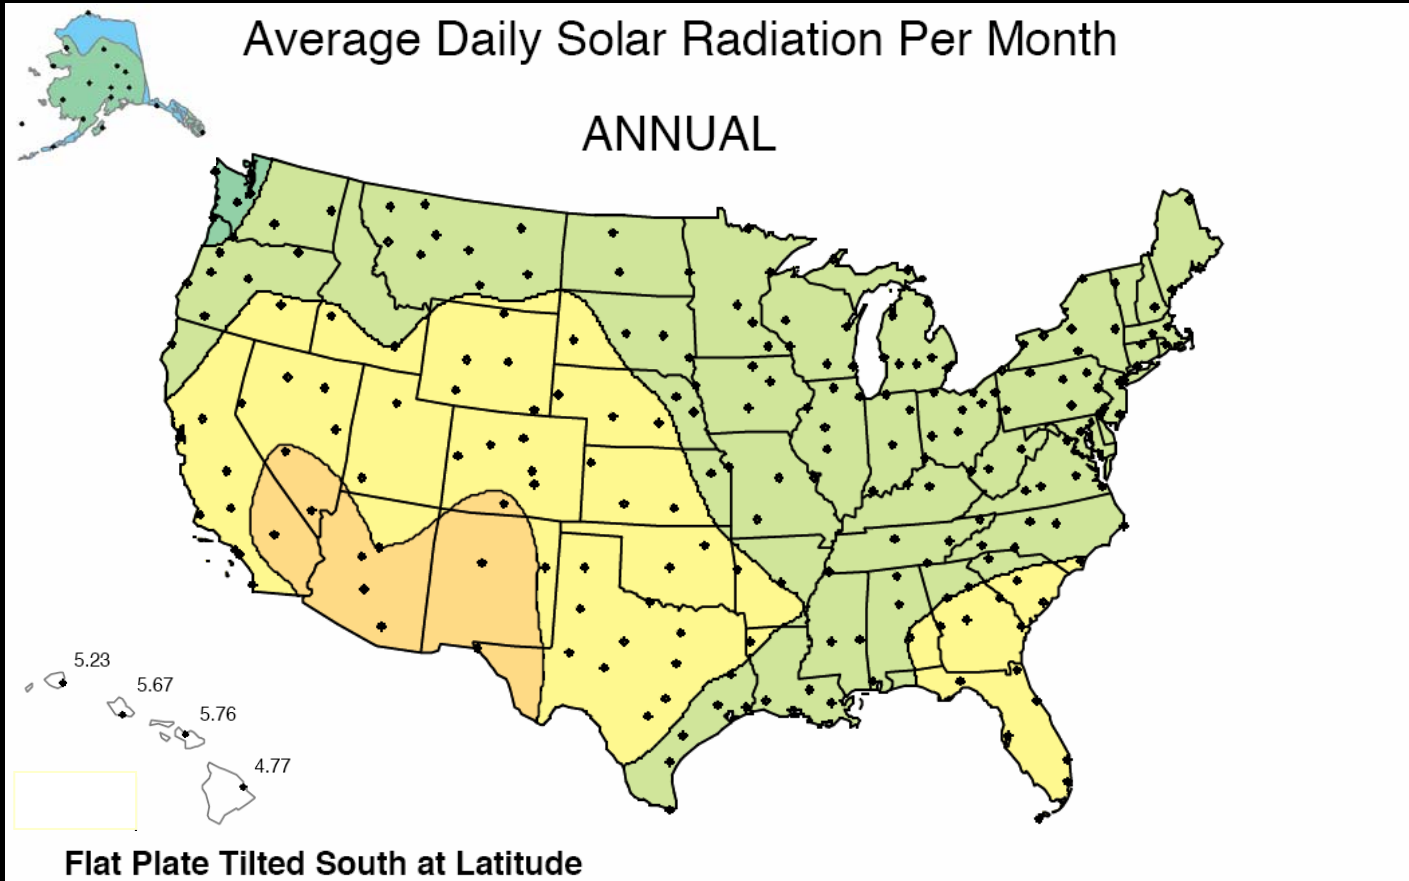 Average Daily Solar Radiation Per Month
ANNUAL
5.23
5.67
5.76
4.77
Flat Plate Tilted South at Latitude